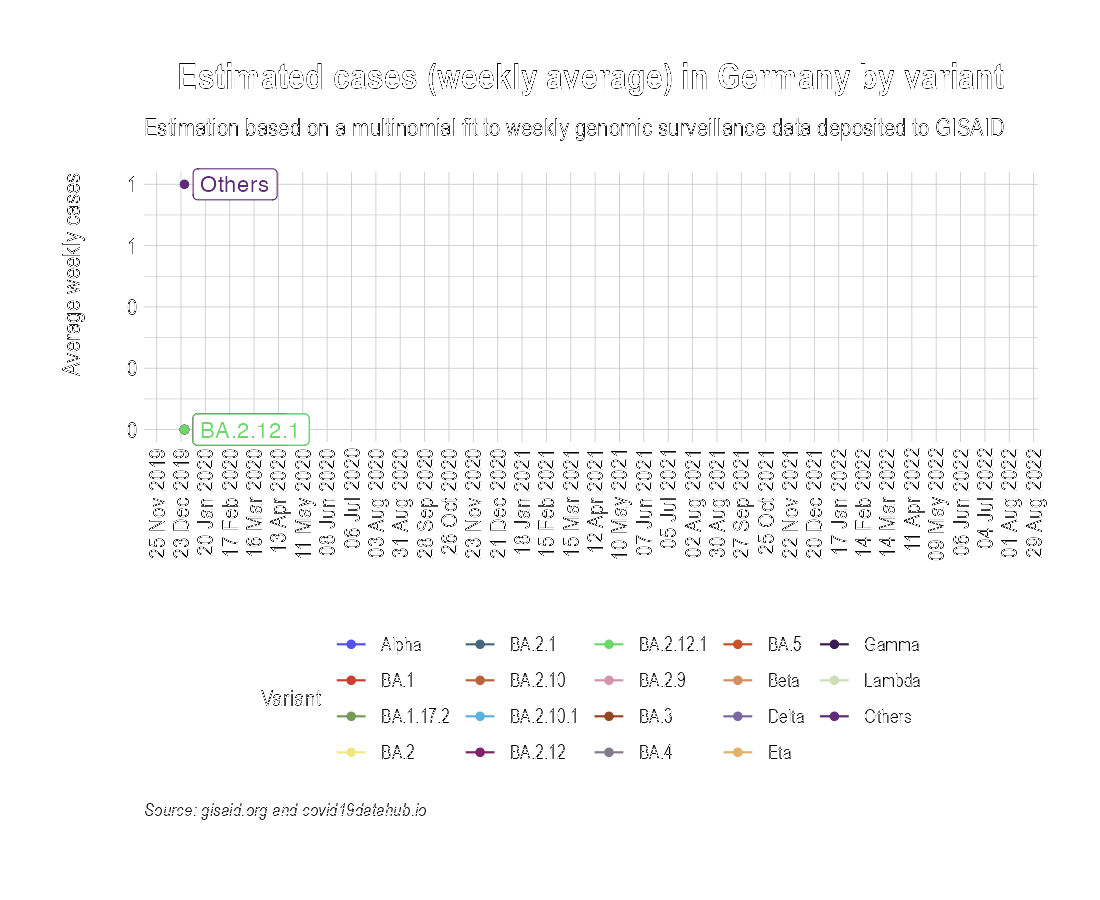 Estimated cases (weekly average) in Germany by variant
Estimation based on a multinomial fit to weekly genomic surveillance data deposited to GISAID
Average weekly cases
1
1
0
0
0
Others
BA.2.12.1
25 Nov 2019
23 Dec 2019
20 Jan 2020
17 Feb 2020
16 Mar 2020
13 Apr 2020
11 May 2020
08 Jun 2020
06 Jul 2020
03 Aug 2020
31 Aug 2020
28 Sep 2020
26 Oct 2020
23 Nov 2020
21 Dec 2020
18 Jan 2021
15 Feb 2021
15 Mar 2021
12 Apr 2021
10 May 2021
07 Jun 2021
05 Jul 2021
02 Aug 2021
30 Aug 2021
27 Sep 2021
25 Oct 2021
22 Nov 2021
20 Dec 2021
17 Jan 2022
14 Feb 2022
14 Mar 2022
11 Apr 2022
09 May 2022
06 Jun 2022
04 Jul 2022
01 Aug 2022
29 Aug 2022
Variant
Alpha
BA.1
BA.1.17.2
BA.2
BA.2.1
BA.2.10
BA.2.10.1
BA.2.12
BA.2.12.1
BA.2.9
BA.3
BA.4
BA.5
Beta
Delta
Eta
Gamma
Lambda
Others
Source: gisaid.org and covid19datahub.io